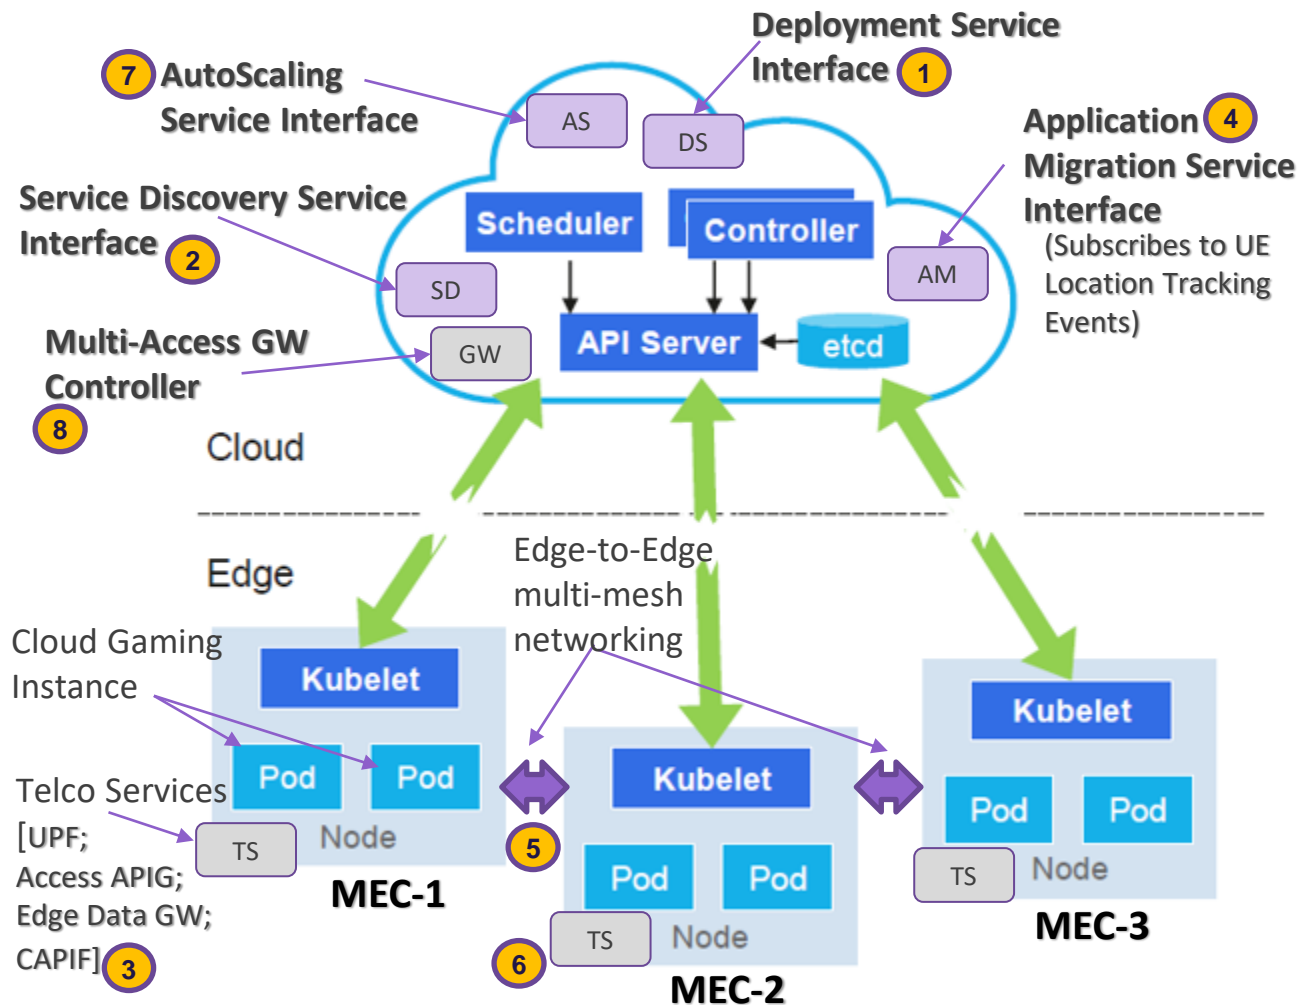 Deployment Service
Interface 1
7 AutoScaling
Service Interface
AS
DS
Application 4
Migration Service
Interface
(Subscribes to UE
Location Tracking
Events)
Service Discovery Service
Interface 2
Scheduler
Controller
SD
AM
Multi-Access GW
Controller
8
GW
API Server
etcd
Cloud
Edge
Edge-to-Edge
multi-mesh
networking
Cloud Gaming
Instance
Kubelet
Pod
Pod
Node
MEC-1
Telco Services
[UPF;
Access APIG;
Edge Data GW;
CAPIF] 3
TS
5
Kubelet
Pod
Pod
Node
TS
6
MEC-2
Kubelet
Pod
Pod
Node
TS
MEC-3